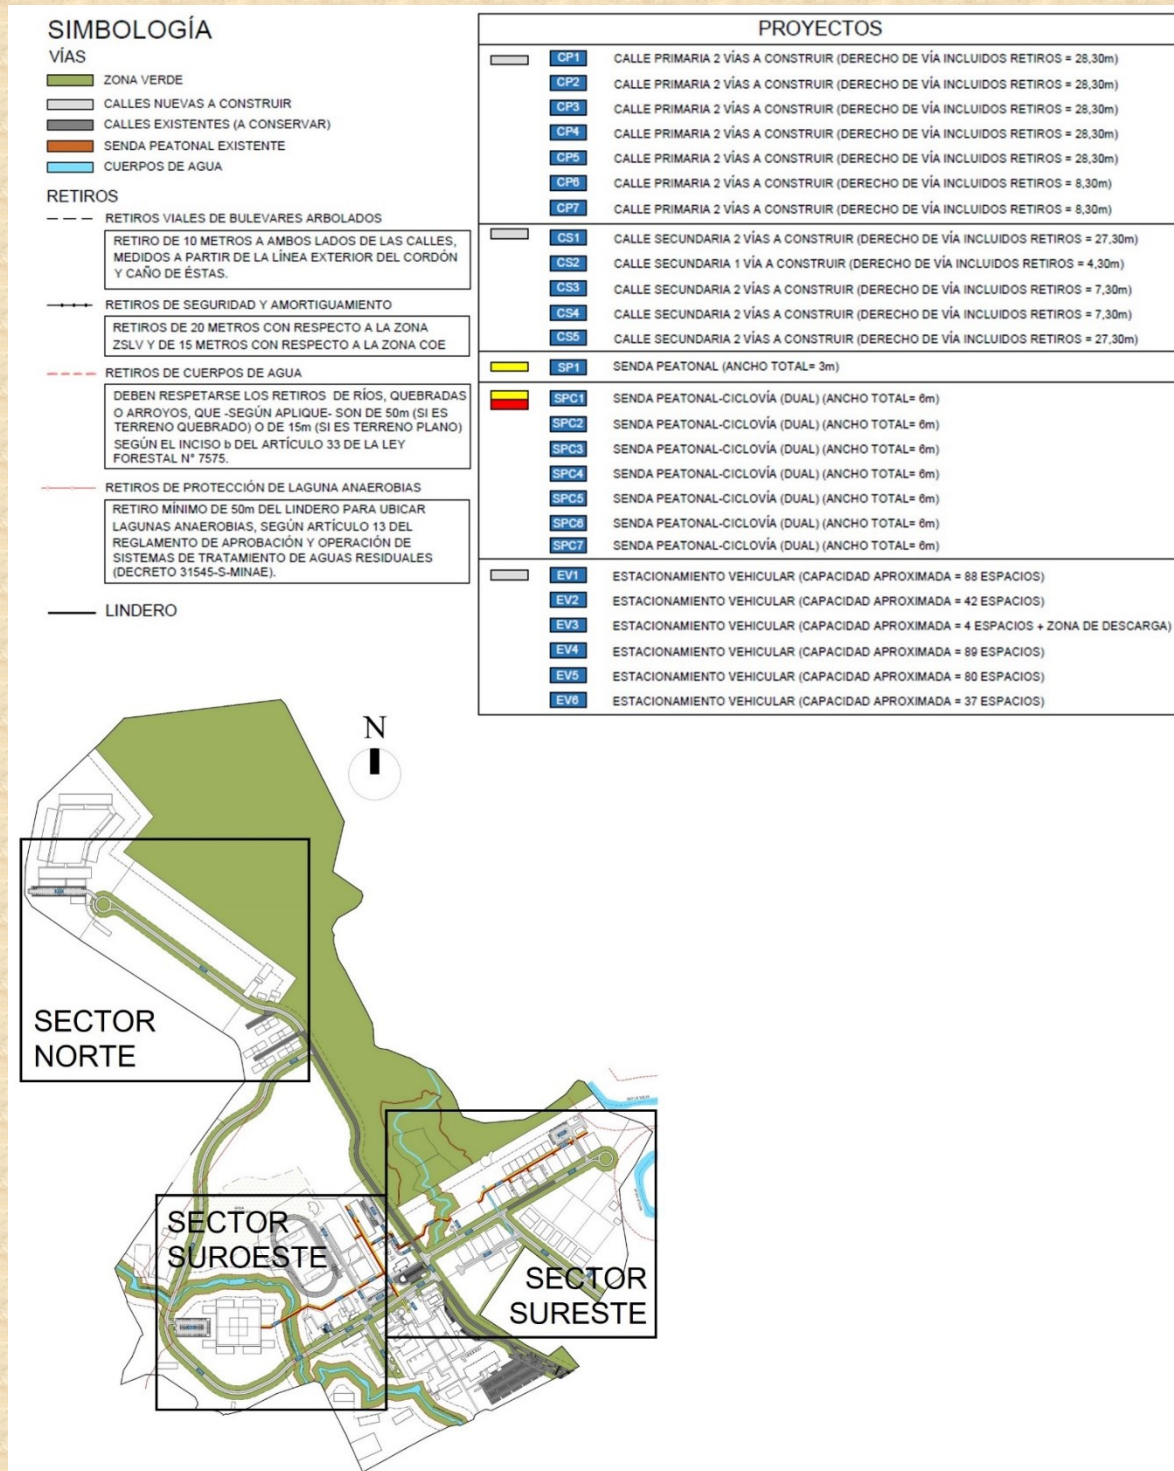 SIMBOLOGÍA
VÍAS
ZONA VERDE
CALLES NUEVAS A CONSTRUIR
CALLES EXISTENTES (A CONSERVAR)
SENDA PEATONAL EXISTENTE
CUERPOS DE AGUA
RETIROS
RETIROS VIALES DE BULEVARES ARBOLADOS
RETIRO DE 10 METROS A AMBOS LADOS DE LAS CALLES,
MEDIDOS A PARTIR DE LA LÍNEA EXTERIOR DEL CORDÓN
Y CAÑO DE ÉSTAS.
RETIROS DE SEGURIDAD Y AMORTIGUAMIENTO
RETIROS DE 20 METROS CON RESPECTO A LA ZONA
ZSLV Y DE 15 METROS CON RESPECTO A LA ZONA COE
RETIROS DE CUERPOS DE AGUA
DEBEN RESPETARSE LOS RETIROS DE RÍOS, QUEBRADAS
O ARROYOS, QUE -SEGÚN APLIQUE- SON DE 50m (SI ES
TERRENO QUEBRADO) O DE 15m (SI ES TERRENO PLANO)
SEGÚN EL INCISO b DEL ARTÍCULO 33 DE LA LEY
FORESTAL N° 7575.
RETIROS DE PROTECCIÓN DE LAGUNA ANAEROBIAS
RETIRO MÍNIMO DE 50m DEL LINDERO PARA UBICAR
LAGUNAS ANAEROBIAS, SEGÚN ARTÍCULO 13 DEL
REGLAMENTO DE APROBACIÓN Y OPERACIÓN DE
SISTEMAS DE TRATAMIENTO DE AGUAS RESIDUALES
(DECRETO 31545-S-MINAE).
LINDERO
PROYECTOS
CP1 CALLE PRIMARIA 2 VÍAS A CONSTRUIR (DERECHO DE VÍA INCLUIDOS RETIROS = 28,30m)
CP2 CALLE PRIMARIA 2 VÍAS A CONSTRUIR (DERECHO DE VÍA INCLUIDOS RETIROS = 28,30m)
CP3 CALLE PRIMARIA 2 VÍAS A CONSTRUIR (DERECHO DE VÍA INCLUIDOS RETIROS = 28,30m)
CP4 CALLE PRIMARIA 2 VÍAS A CONSTRUIR (DERECHO DE VÍA INCLUIDOS RETIROS = 28,30m)
CP5 CALLE PRIMARIA 2 VÍAS A CONSTRUIR (DERECHO DE VÍA INCLUIDOS RETIROS = 28,30m)
CP6 CALLE PRIMARIA 2 VÍAS A CONSTRUIR (DERECHO DE VÍA INCLUIDOS RETIROS = 8,30m)
CP7 CALLE PRIMARIA 2 VÍAS A CONSTRUIR (DERECHO DE VÍA INCLUIDOS RETIROS = 8,30m)
CS1 CALLE SECUNDARIA 2 VÍAS A CONSTRUIR (DERECHO DE VÍA INCLUIDOS RETIROS = 27,30m)
CS2 CALLE SECUNDARIA 1 VÍA A CONSTRUIR (DERECHO DE VÍA INCLUIDOS RETIROS = 4,30m)
CS3 CALLE SECUNDARIA 2 VÍAS A CONSTRUIR (DERECHO DE VÍA INCLUIDOS RETIROS = 7,30m)
CS4 CALLE SECUNDARIA 2 VÍAS A CONSTRUIR (DERECHO DE VÍA INCLUIDOS RETIROS = 7,30m)
CS5 CALLE SECUNDARIA 2 VÍAS A CONSTRUIR (DERECHO DE VÍA INCLUIDOS RETIROS = 27,30m)
SP1 SENDA PEATONAL (ANCHO TOTAL= 3m)
SPC1 SENDA PEATONAL-CICLOVÍA (DUAL) (ANCHO TOTAL= 6m)
SPC2 SENDA PEATONAL-CICLOVÍA (DUAL) (ANCHO TOTAL= 6m)
SPC3 SENDA PEATONAL-CICLOVÍA (DUAL) (ANCHO TOTAL= 6m)
SPC4 SENDA PEATONAL-CICLOVÍA (DUAL) (ANCHO TOTAL= 6m)
SPC5 SENDA PEATONAL-CICLOVÍA (DUAL) (ANCHO TOTAL= 6m)
SPC6 SENDA PEATONAL-CICLOVÍA (DUAL) (ANCHO TOTAL= 6m)
SPC7 SENDA PEATONAL-CICLOVÍA (DUAL) (ANCHO TOTAL= 6m)
EV1 ESTACIONAMIENTO VEHICULAR (CAPACIDAD APROXIMADA = 88 ESPACIOS)
EV2 ESTACIONAMIENTO VEHICULAR (CAPACIDAD APROXIMADA = 42 ESPACIOS)
EV3 ESTACIONAMIENTO VEHICULAR (CAPACIDAD APROXIMADA = 4 ESPACIOS + ZONA DE DESCARGA)
EV4 ESTACIONAMIENTO VEHICULAR (CAPACIDAD APROXIMADA = 89 ESPACIOS)
EV5 ESTACIONAMIENTO VEHICULAR (CAPACIDAD APROXIMADA = 80 ESPACIOS)
EV6 ESTACIONAMIENTO VEHICULAR (CAPACIDAD APROXIMADA = 37 ESPACIOS)
N
SECTOR
NORTE
SECTOR
SUROESTE
SECTOR
SURESTE